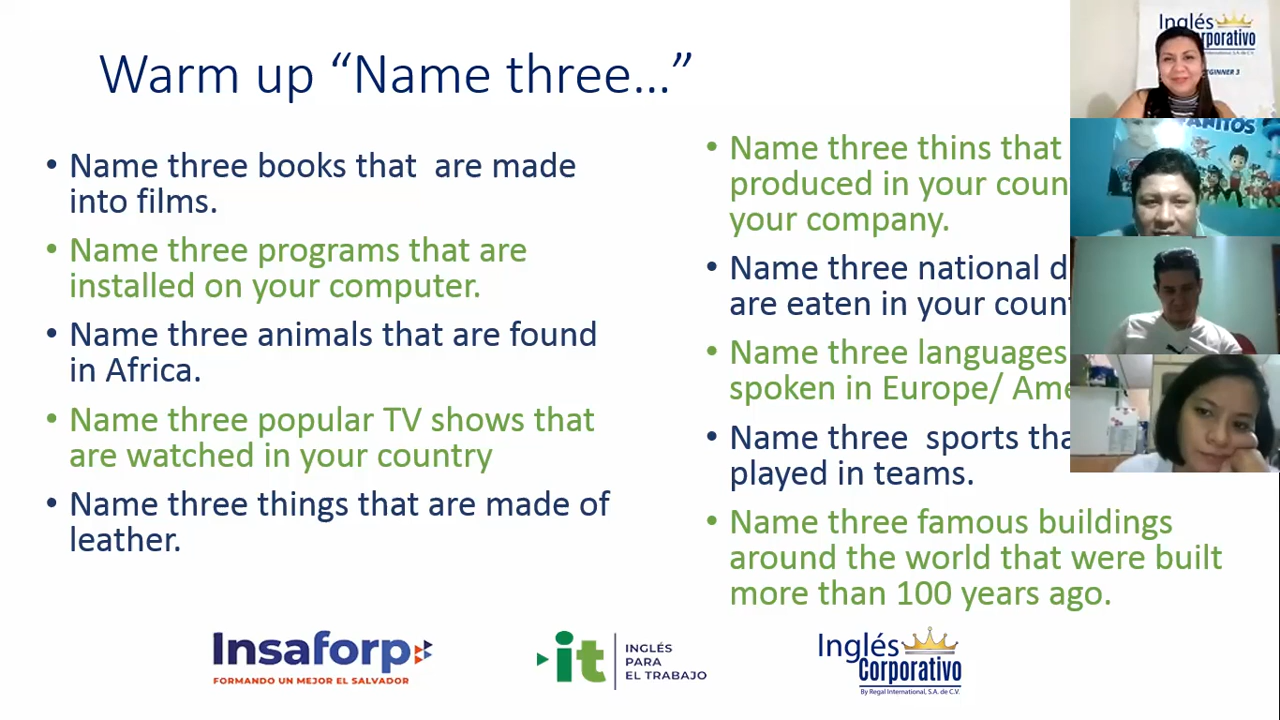 Warm up “Name three…”
• Name three books that  are made
into films.
• Name three programs that are
installed on your computer.
• Name three animals that are found
in Africa.
• Name three popular TV shows that
are watched in your country
• Name three things that are made of
leather.
• Name three thins that
produced in your coun
your company.
• Name three national d
are eaten in your coun
• Name three languages
spoken in Europe/ Ame
• Name three  sports tha
played in teams.
• Name three famous buildings
around the world that were built
more than 100 years ago.
Insaforp
FORMANDO UN MEJOR EL SALVADOR
it
INGLÉS
PARA
EL TRABAJO
Inglés
Corporativo
By Regal International, S.A. de C.V.
Inglés
orporativo